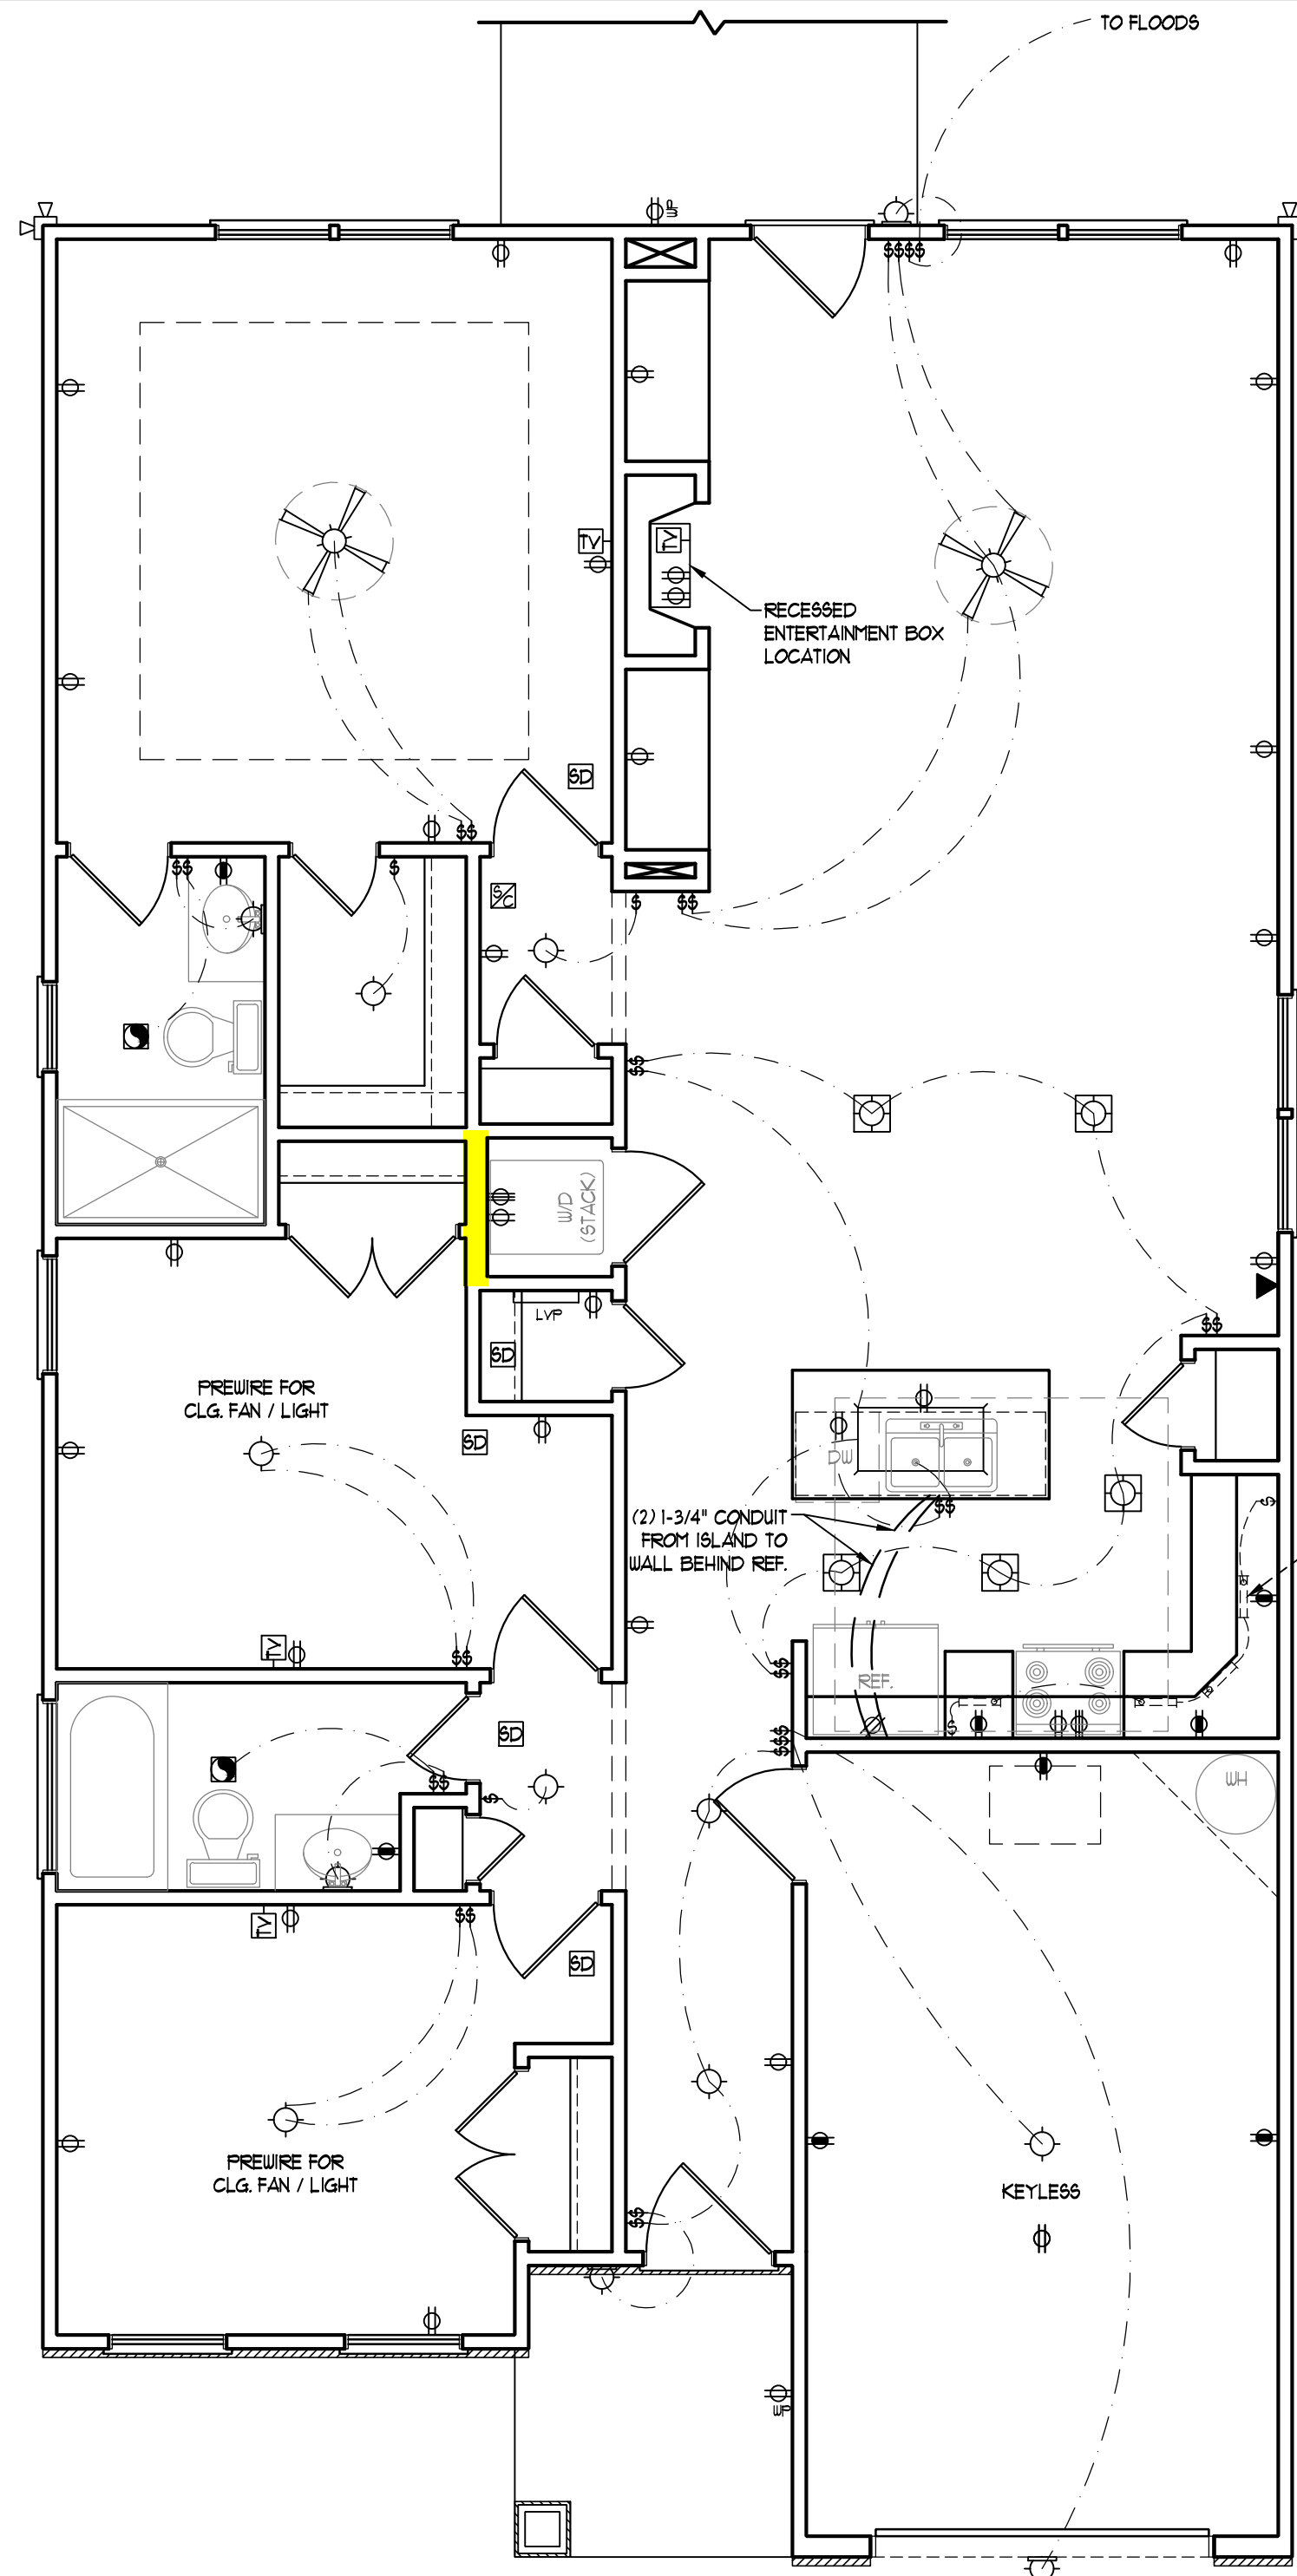 TO FLOODS
WP
$$$$
TV
TV
RECESSED
ENTERTAINMENT BOX
LOCATION
SD
$$
$$
$
S/C
$
$$
$$
W/D
(STACK)
LVP
SD
$$
PREWIRE FOR
CLG. FAN / LIGHT
SD
DW
$$
$
(2) 1-3/4" CONDUIT
FROM ISLAND TO
WALL BEHIND REF.
TV
$$
$$
REF.
$
SD
$$$
$$
$
WH
TV
$$
SD
PREWIRE FOR
CLG. FAN / LIGHT
KEYLESS
$$
WP